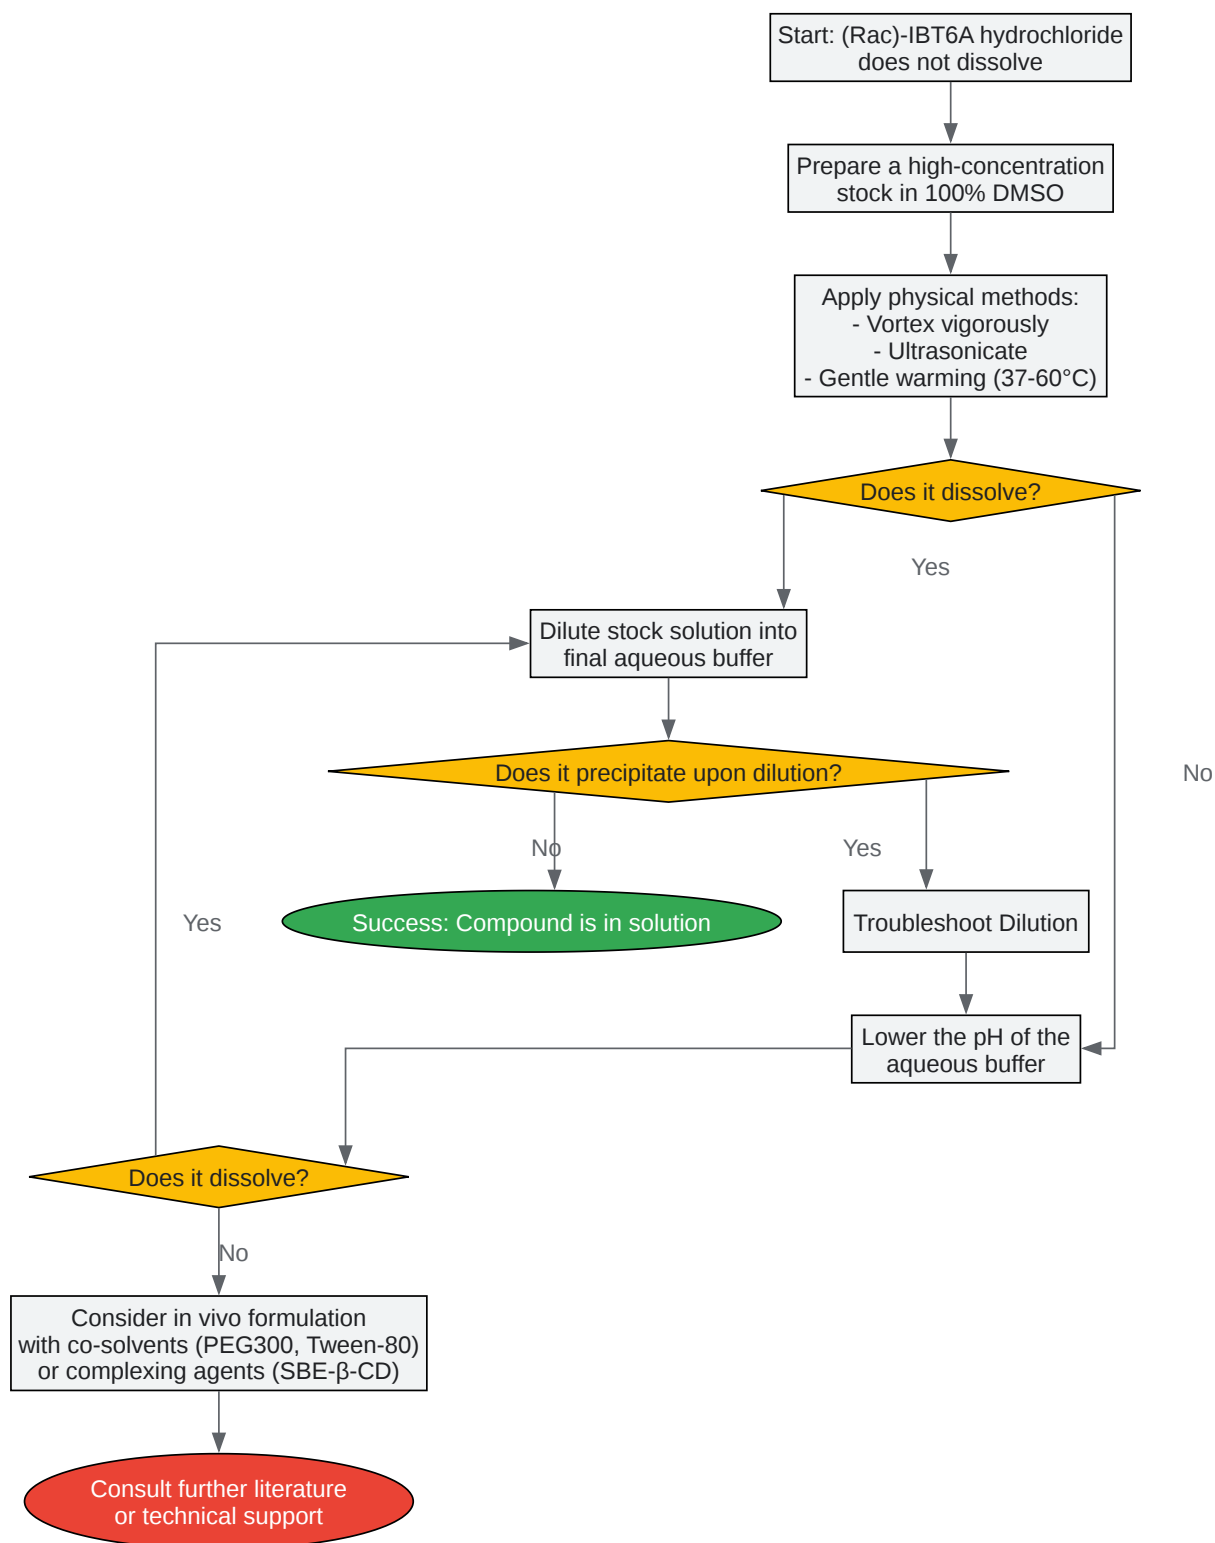 Start: (Rac)-IBT6A hydrochloride
does not dissolve
Prepare a high-concentration
stock in 100% DMSO
Apply physical methods:
- Vortex vigorously
- Ultrasonicate
- Gentle warming (37-60°C)
Does it dissolve?
Yes
Dilute stock solution into
final aqueous buffer
Does it precipitate upon dilution?
No
No
Yes
Yes
Success: Compound is in solution
Troubleshoot Dilution
Lower the pH of the
aqueous buffer
Does it dissolve?
No
Consider in vivo formulation
with co-solvents (PEG300, Tween-80)
or complexing agents (SBE-β-CD)
Consult further literature
or technical support